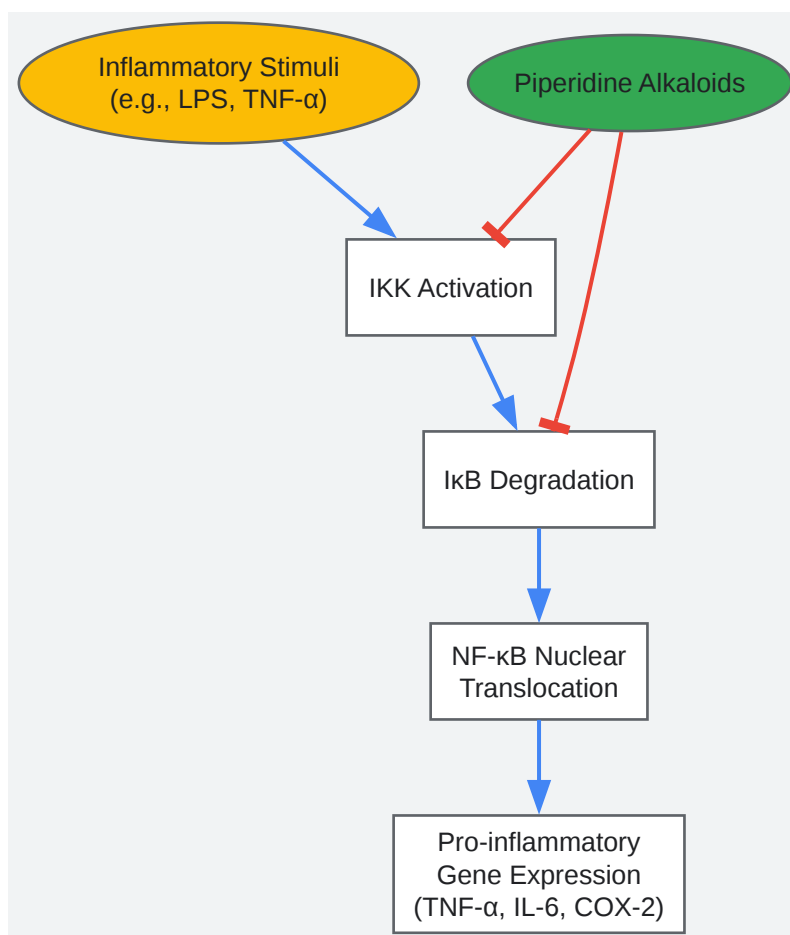 Inflammatory Stimuli
(e.g., LPS, TNF-α)
Piperidine Alkaloids
IKK Activation
IκB Degradation
NF-κB Nuclear
Translocation
Pro-inflammatory
Gene Expression
(TNF-α, IL-6, COX-2)